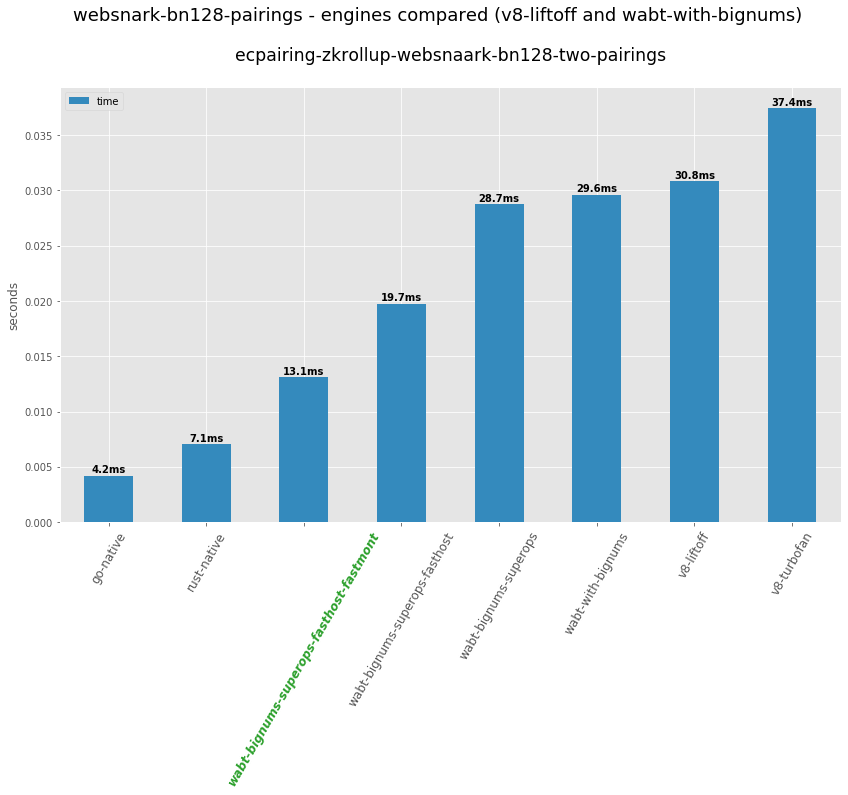 websnark-bn128-pairings - engines compared (v8-liftoff and wabt-with-bignums)
ecpairing-zkrollup-websnaark-bn128-two-pairings
time
37.4ms
0.035
30.8ms
0.030
29.6ms
28.7ms
0.025
seconds
0.020
19.7ms
0.015
13.1ms
0.010
7.1ms
0.005
4.2ms
0.000
go-native
rust-native
wabt-bignums-superops-fasthost-fastmont
wabt-bignums-superops-fasthost
wabt-bignums-superops
wabt-with-bignums
v8-liftoff
v8-turbofan